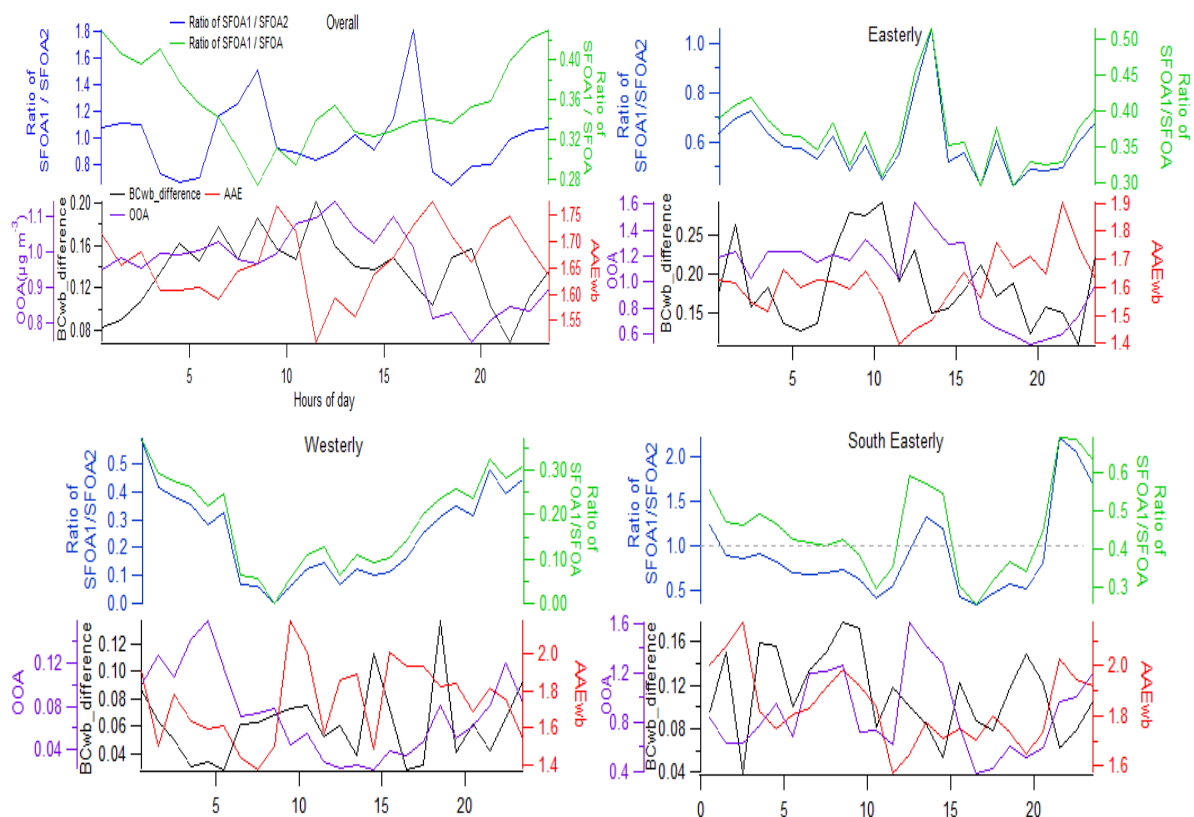 Overall
Ratio of SFOA1 / SFOA2
Ratio of SFOA1 / SFOA
Ratio of
SFOA1 / SFOA2
1.8
1.6
1.4
1.2
1.0
0.8
Ratio of
SFOA1 / SFOA
0.40
0.36
0.32
0.28
BCwb_difference
AAE
OOA
OOA(µg m⁻³)
1.1
1.0
0.9
0.8
BCwb_difference
0.20
0.16
0.12
0.08
AAEwb
1.75
1.70
1.65
1.60
1.55
5
10
15
20
Hours of day
Easterly
Ratio of
SFOA1/SFOA2
1.0
0.8
0.6
Ratio of
SFOA1/SFOA
0.50
0.45
0.40
0.35
0.30
OOA
1.6
1.4
1.2
1.0
0.8
0.6
BCwb_difference
0.25
0.20
0.15
AAEwb
1.9
1.8
1.7
1.6
1.5
1.4
5
10
15
20
Westerly
Ratio of
SFOA1/SFOA2
0.5
0.4
0.3
0.2
0.1
0.0
Ratio of
SFOA1/SFOA
0.30
0.20
0.10
0.00
OOA
0.12
0.08
0.04
BCwb_difference
0.12
0.10
0.08
0.06
0.04
AAEwb
2.0
1.8
1.6
1.4
5
10
15
20
South Easterly
Ratio of
SFOA1/SFOA2
2.0
1.5
1.0
0.5
Ratio of
SFOA1/SFOA
0.6
0.5
0.4
0.3
OOA
1.6
1.2
0.8
0.4
BCwb_difference
0.16
0.12
0.08
0.04
AAEwb
2.0
1.8
1.6
0
5
10
15
20